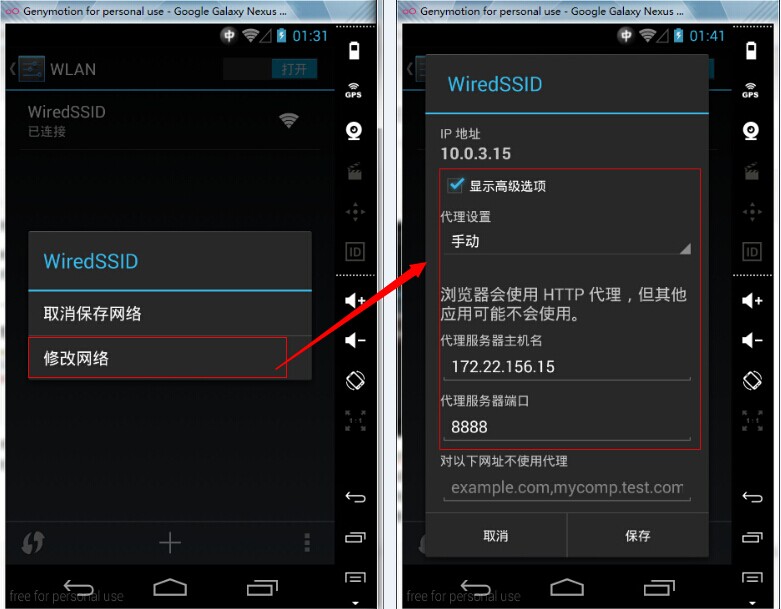 Genymotion for personal use - Google Galaxy Nexus ...
中
01:31
WLAN
打开
WiredSSID
已连接
GPS
WiredSSID
取消保存网络
修改网络
ID
1:1
free for personal use
Genymotion for personal use - Google Galaxy Nexus ...
中
01:41
WiredSSID
IP 地址
10.0.3.15
显示高级选项
代理设置
手动
浏览器会使用 HTTP 代理，但其他
应用可能不会使用。
代理服务器主机名
172.22.156.15
代理服务器端口
8888
对以下网址不使用代理
example.com,mycomp.test.com
取消
保存
GPS
ID
1:1
free for personal use